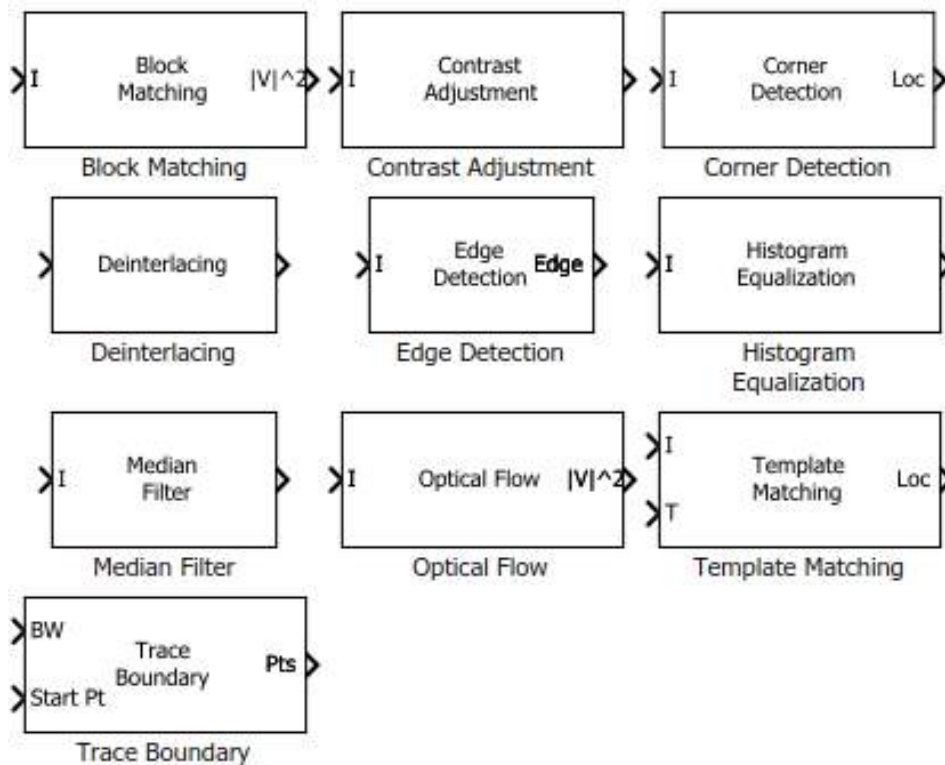 I
Block
Matching
|V|^2
Block Matching
I
Contrast
Adjustment
Contrast Adjustment
I
Corner
Detection
Loc
Corner Detection
Deinterlacing
Deinterlacing
I
Edge
Detection
Edge
Edge Detection
I
Histogram
Equalization
Histogram
Equalization
I
Median
Filter
Median Filter
I
Optical Flow
|V|^2
Optical Flow
I
T
Template
Matching
Loc
Template Matching
BW
Start Pt
Trace
Boundary
Pts
Trace Boundary